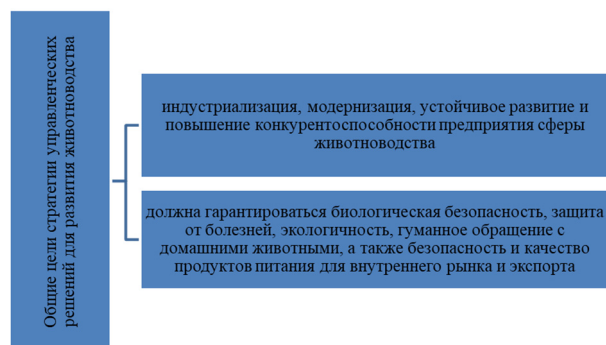 Общие цели стратегии управленческих
решений для развития животноводства
индустриализация, модернизация, устойчивое развитие и
повышение конкурентоспособности предприятия сферы
животноводства
должна гарантироваться биологическая безопасность, защита
от болезней, экологичность, гуманное обращение с
домашними животными, а также безопасность и качество
продуктов питания для внутреннего рынка и экспорта